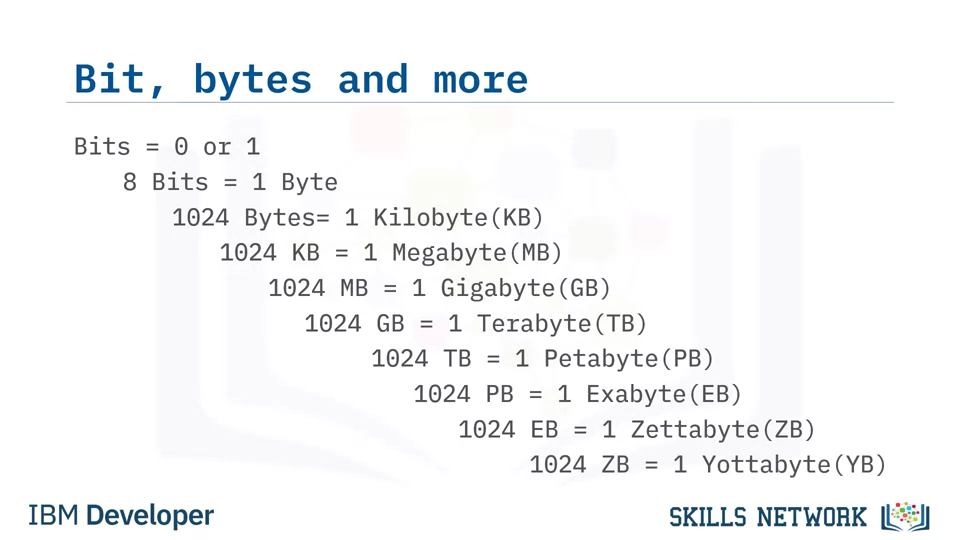 Bit, bytes and more
Bits = 0 or 1
8 Bits = 1 Byte
1024 Bytes= 1 Kilobyte(KB)
1024 KB = 1 Megabyte(MB)
1024 MB = 1 Gigabyte(GB)
1024 GB = 1 Terabyte(TB)
1024 TB = 1 Petabyte(PB)
1024 PB = 1 Exabyte(EB)
1024 EB = 1 Zettabyte(ZB)
1024 ZB = 1 Yottabyte(YB)
IBM Developer
SKILLS NETWORK